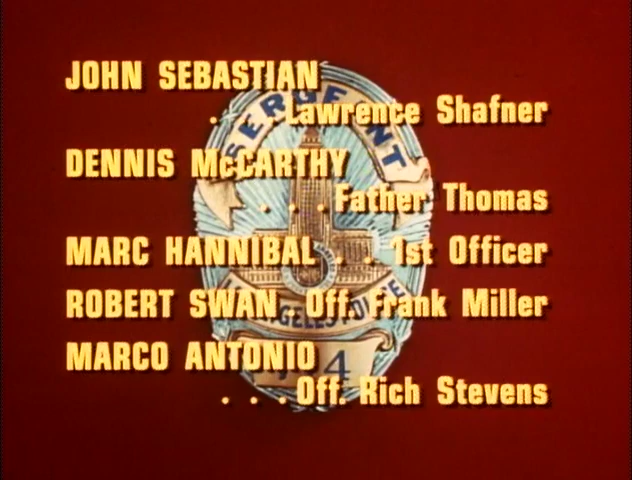 JOHN SEBASTIAN
. . . Lawrence Shafner
SERGEANT
DENNIS McCARTHY
. . . Father Thomas
MARC HANNIBAL . . 1st Officer
ROBERT SWAN . Off. Frank Miller
MARCO ANTONIO
. . . Off. Rich Stevens